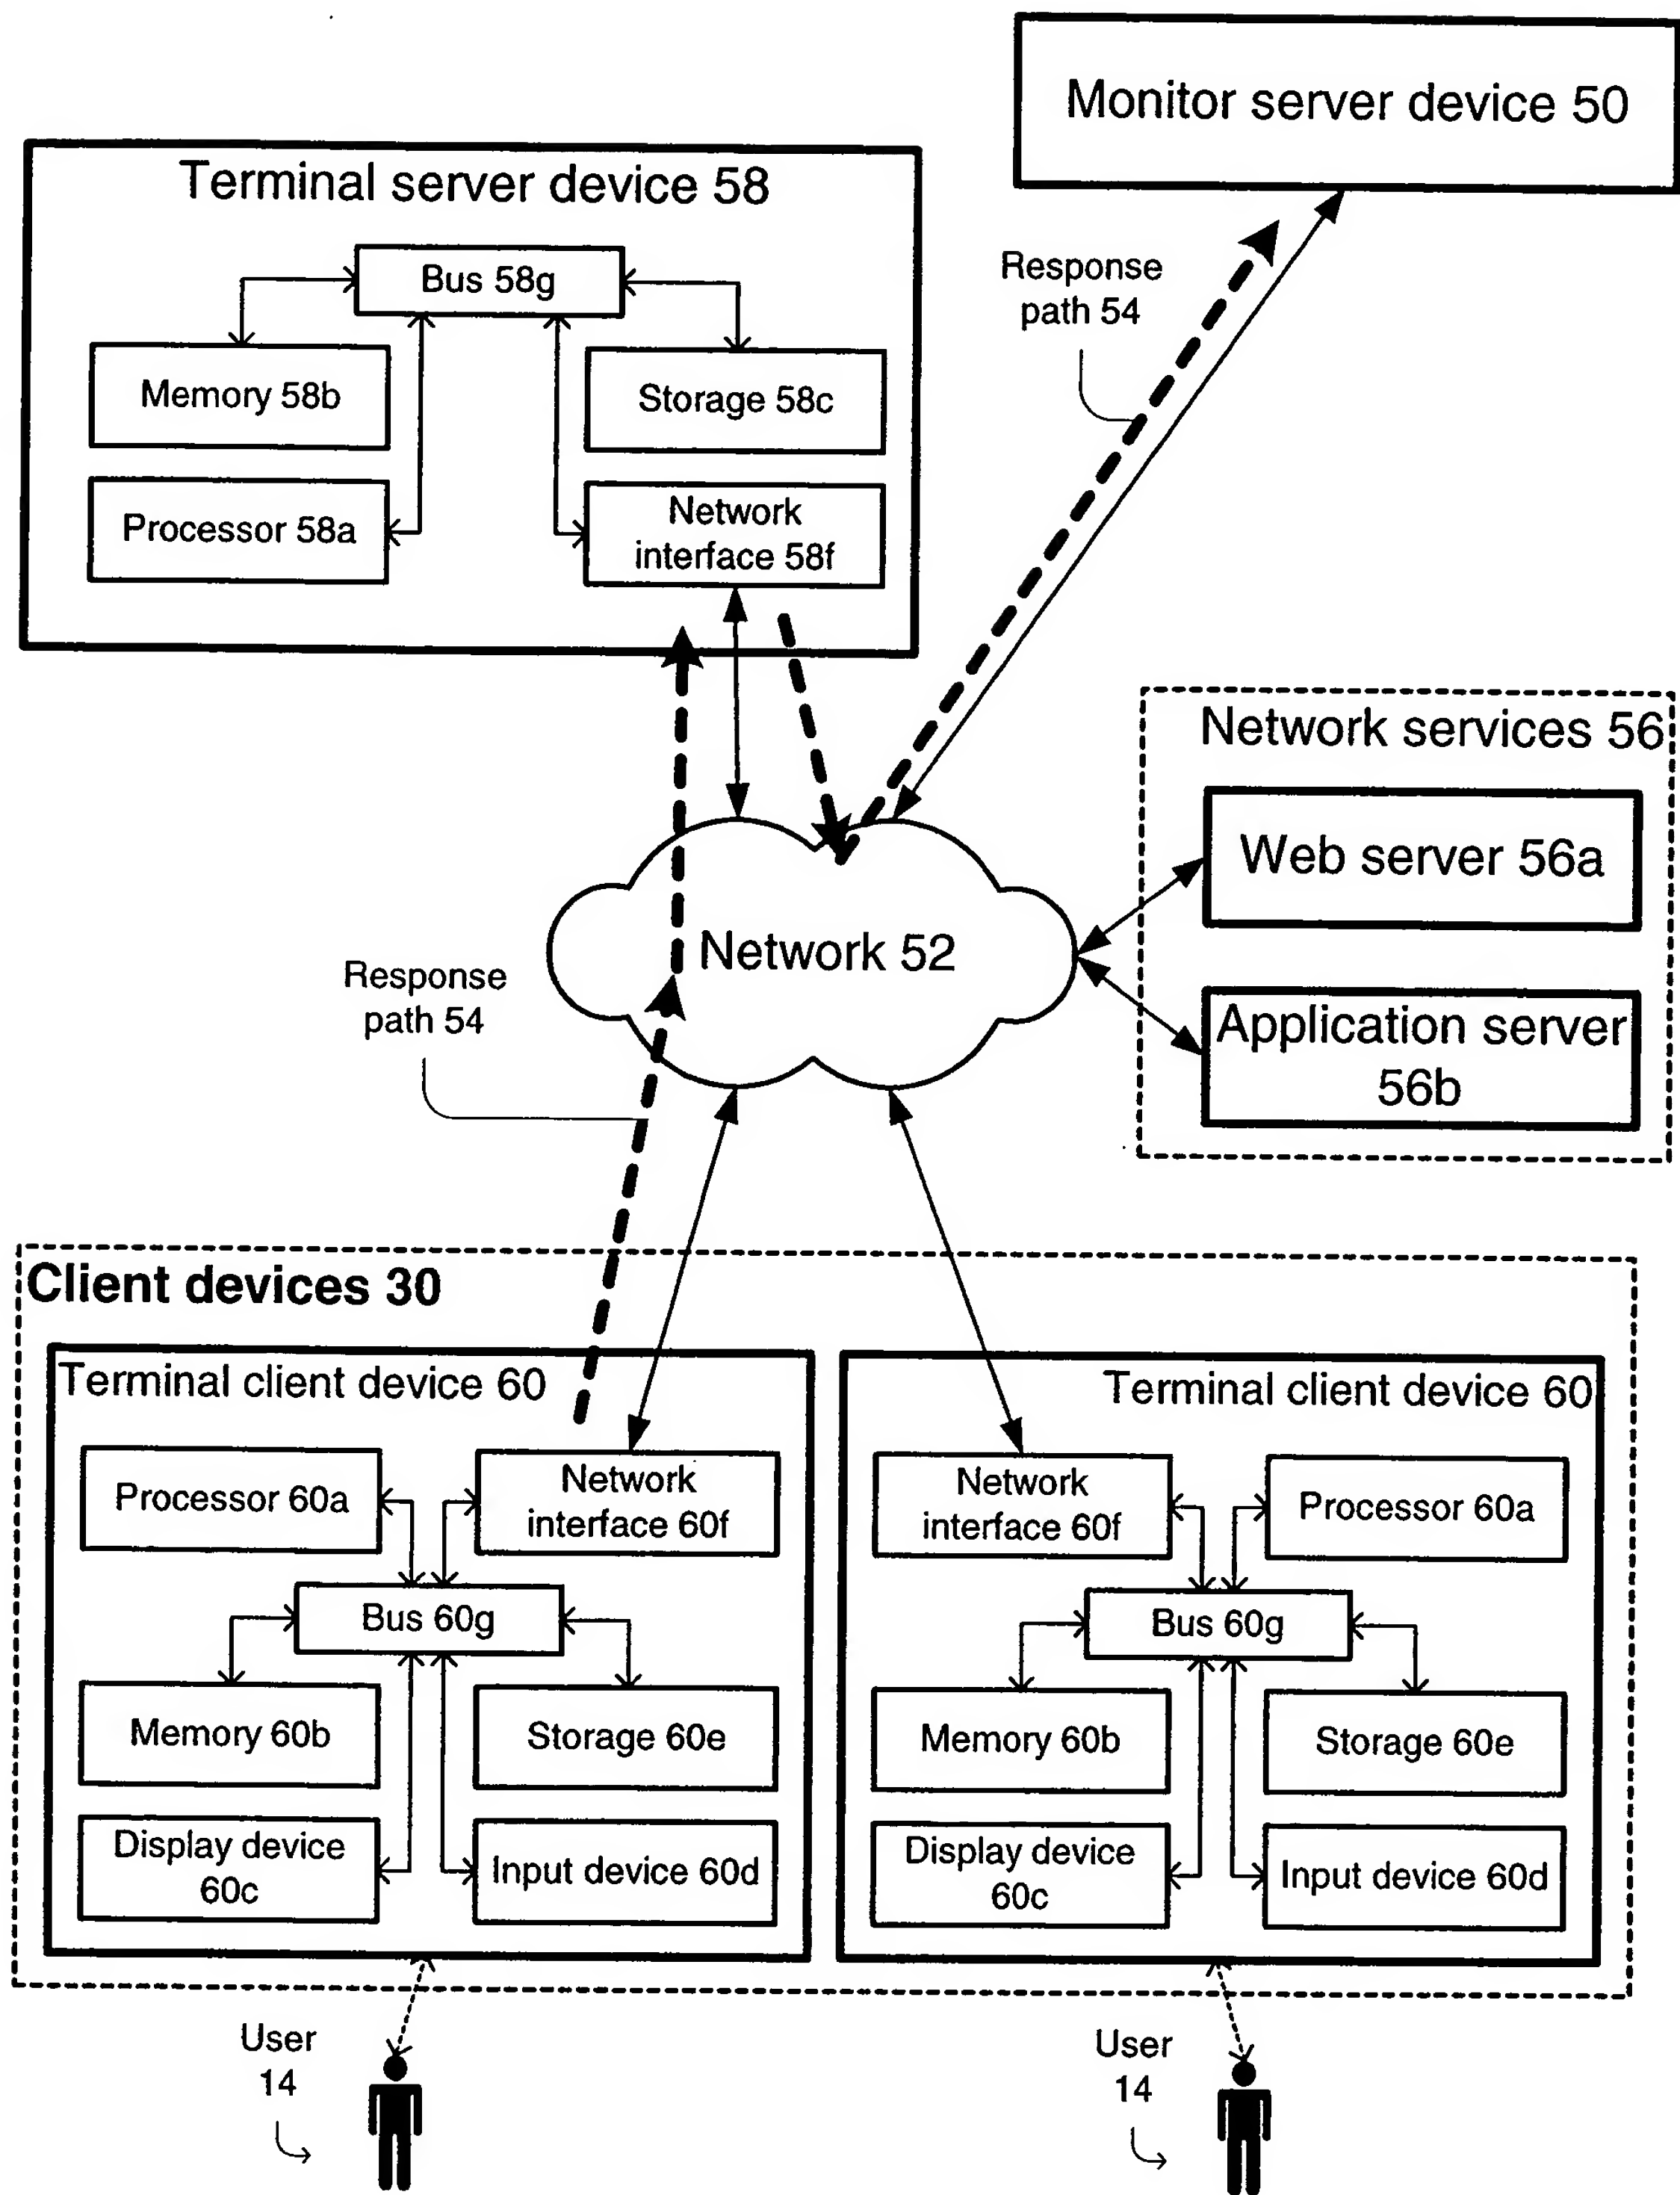 Monitor server device 50
Terminal server device 58
Bus 58g
Memory 58b
Storage 58c
Processor 58a
Network
interface 58f
Response
path 54
Network services 56
Web server 56a
Application server
56b
Network 52
Response
path 54
Client devices 30
Terminal client device 60
Processor 60a
Network
interface 60f
Bus 60g
Memory 60b
Storage 60e
Display device
60c
Input device 60d
Terminal client device 60
Network
interface 60f
Processor 60a
Bus 60g
Memory 60b
Storage 60e
Display device
60c
Input device 60d
User
14
User
14